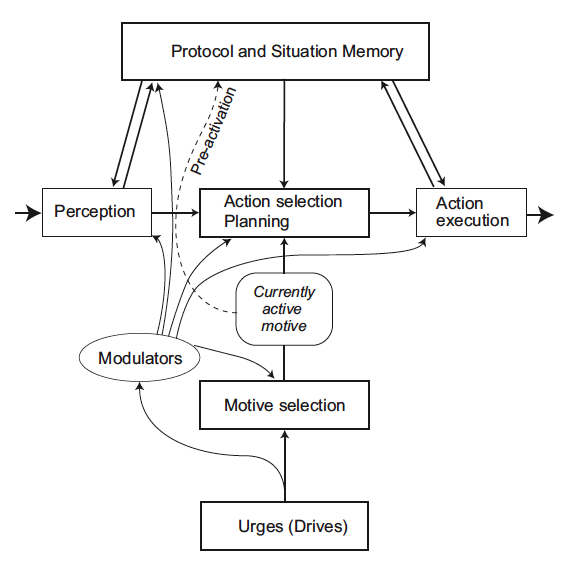 Protocol and Situation Memory
Pre-activation
Perception
Action selection
Planning
Action
execution
Currently
active
motive
Modulators
Motive selection
Urges (Drives)